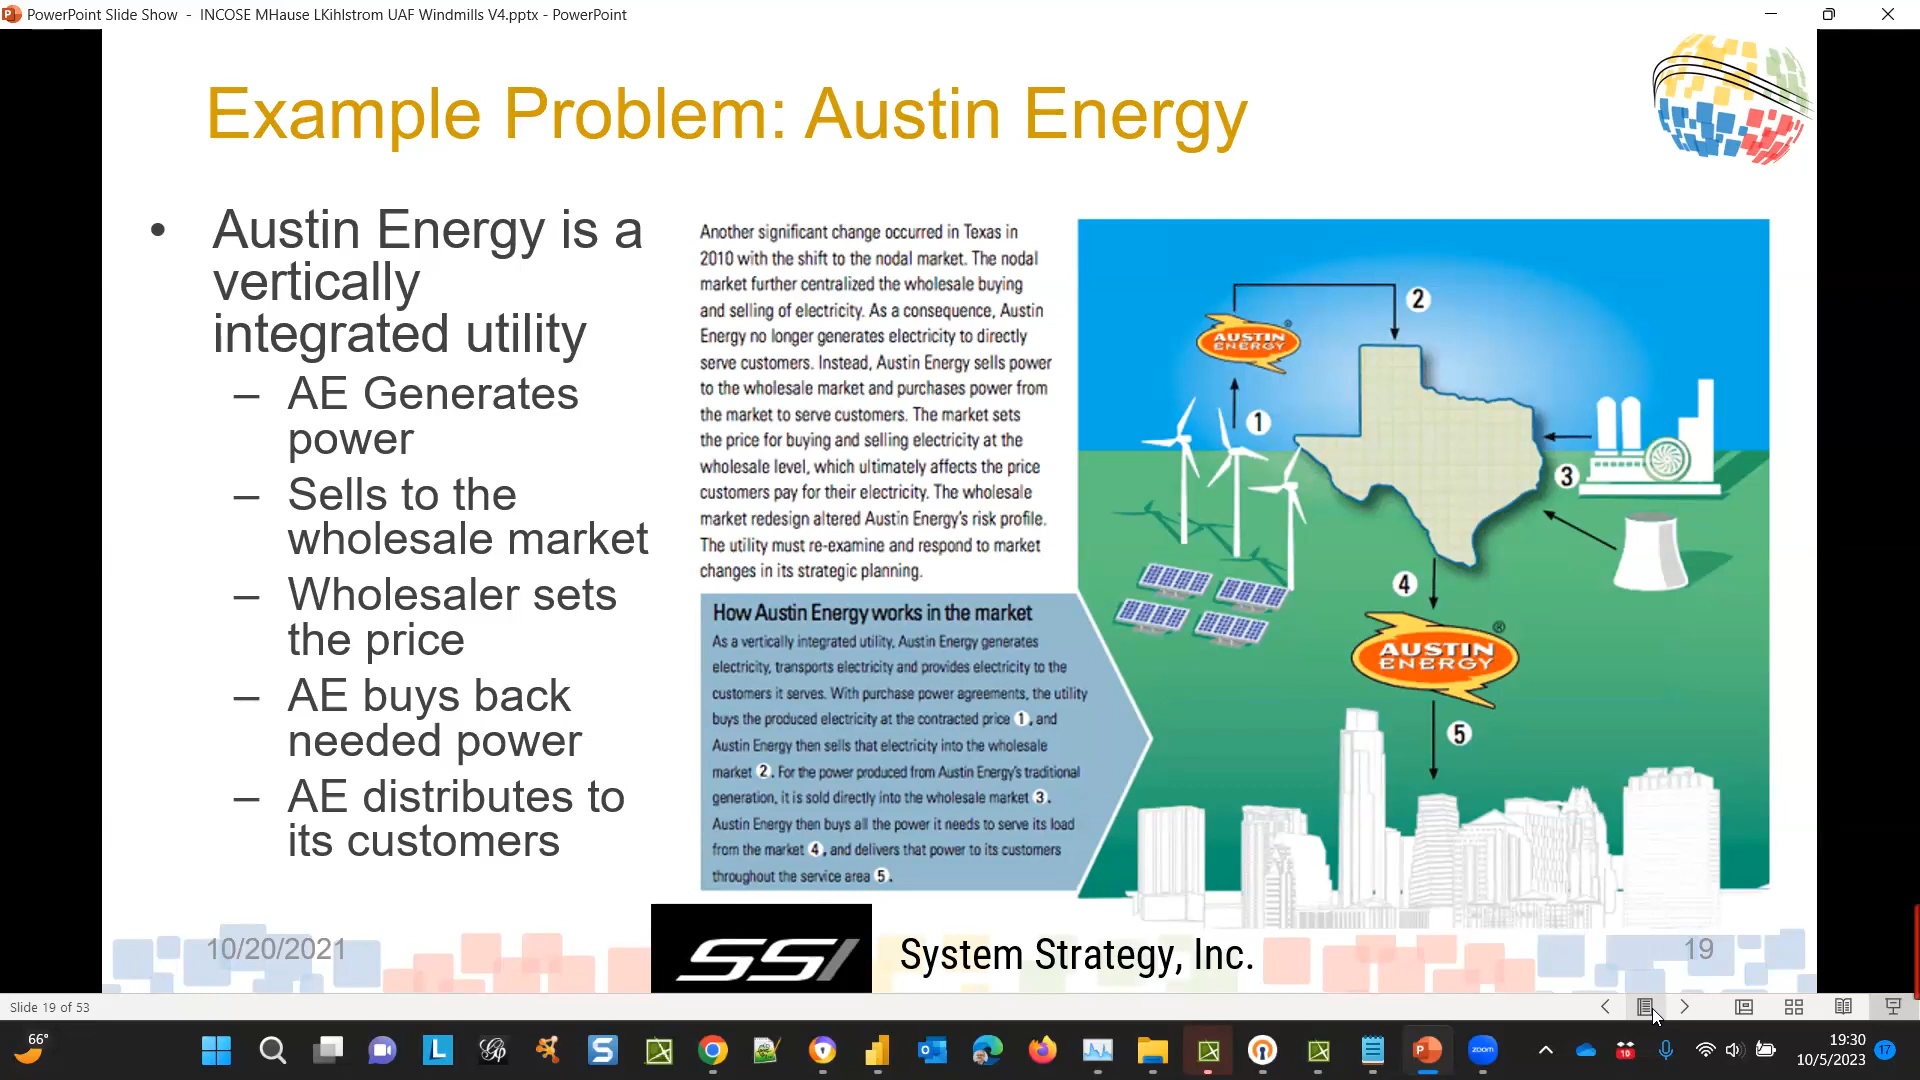 PowerPoint Slide Show - INCOSE MHause LKihlstrom UAF Windmills V4.pptx - PowerPoint
Example Problem: Austin Energy
• Austin Energy is a
vertically
integrated utility
– AE Generates
power
– Sells to the
wholesale market
– Wholesaler sets
the price
– AE buys back
needed power
– AE distributes to
its customers
Another significant change occurred in Texas in
2010 with the shift to the nodal market. The nodal
market further centralized the wholesale buying
and selling of electricity. As a consequence, Austin
Energy no longer generates electricity to directly
serve customers. Instead, Austin Energy sells power
to the wholesale market and purchases power from
the market to serve customers. The market sets
the price for buying and selling electricity at the
wholesale level, which ultimately affects the price
customers pay for their electricity. The wholesale
market redesign altered Austin Energy's risk profile.
The utility must re-examine and respond to market
changes in its strategic planning.
How Austin Energy works in the market
As a vertically integrated utility, Austin Energy generates
electricity, transports electricity and provides electricity to the
customers it serves. With purchase power agreements, the utility
buys the produced electricity at the contracted price 1, and
Austin Energy then sells that electricity into the wholesale
market 2. For the power produced from Austin Energy's traditional
generation, it is sold directly into the wholesale market 3.
Austin Energy then buys all the power it needs to serve its load
from the market 4, and delivers that power to its customers
throughout the service area 5.
2
AUSTIN
ENERGY
®
1
3
4
AUSTIN
ENERGY
®
5
10/20/2021
SSI
System Strategy, Inc.
19
Slide 19 of 53
66°
L
S
P
zoom
10
19:30
10/5/2023
17